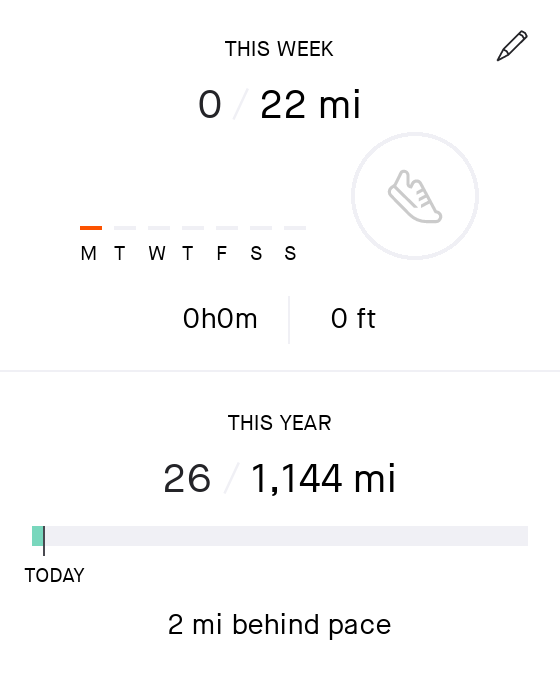 THIS WEEK
0 / 22 mi
M T W T F S S
0h0m 0 ft
THIS YEAR
26 / 1,144 mi
TODAY
2 mi behind pace